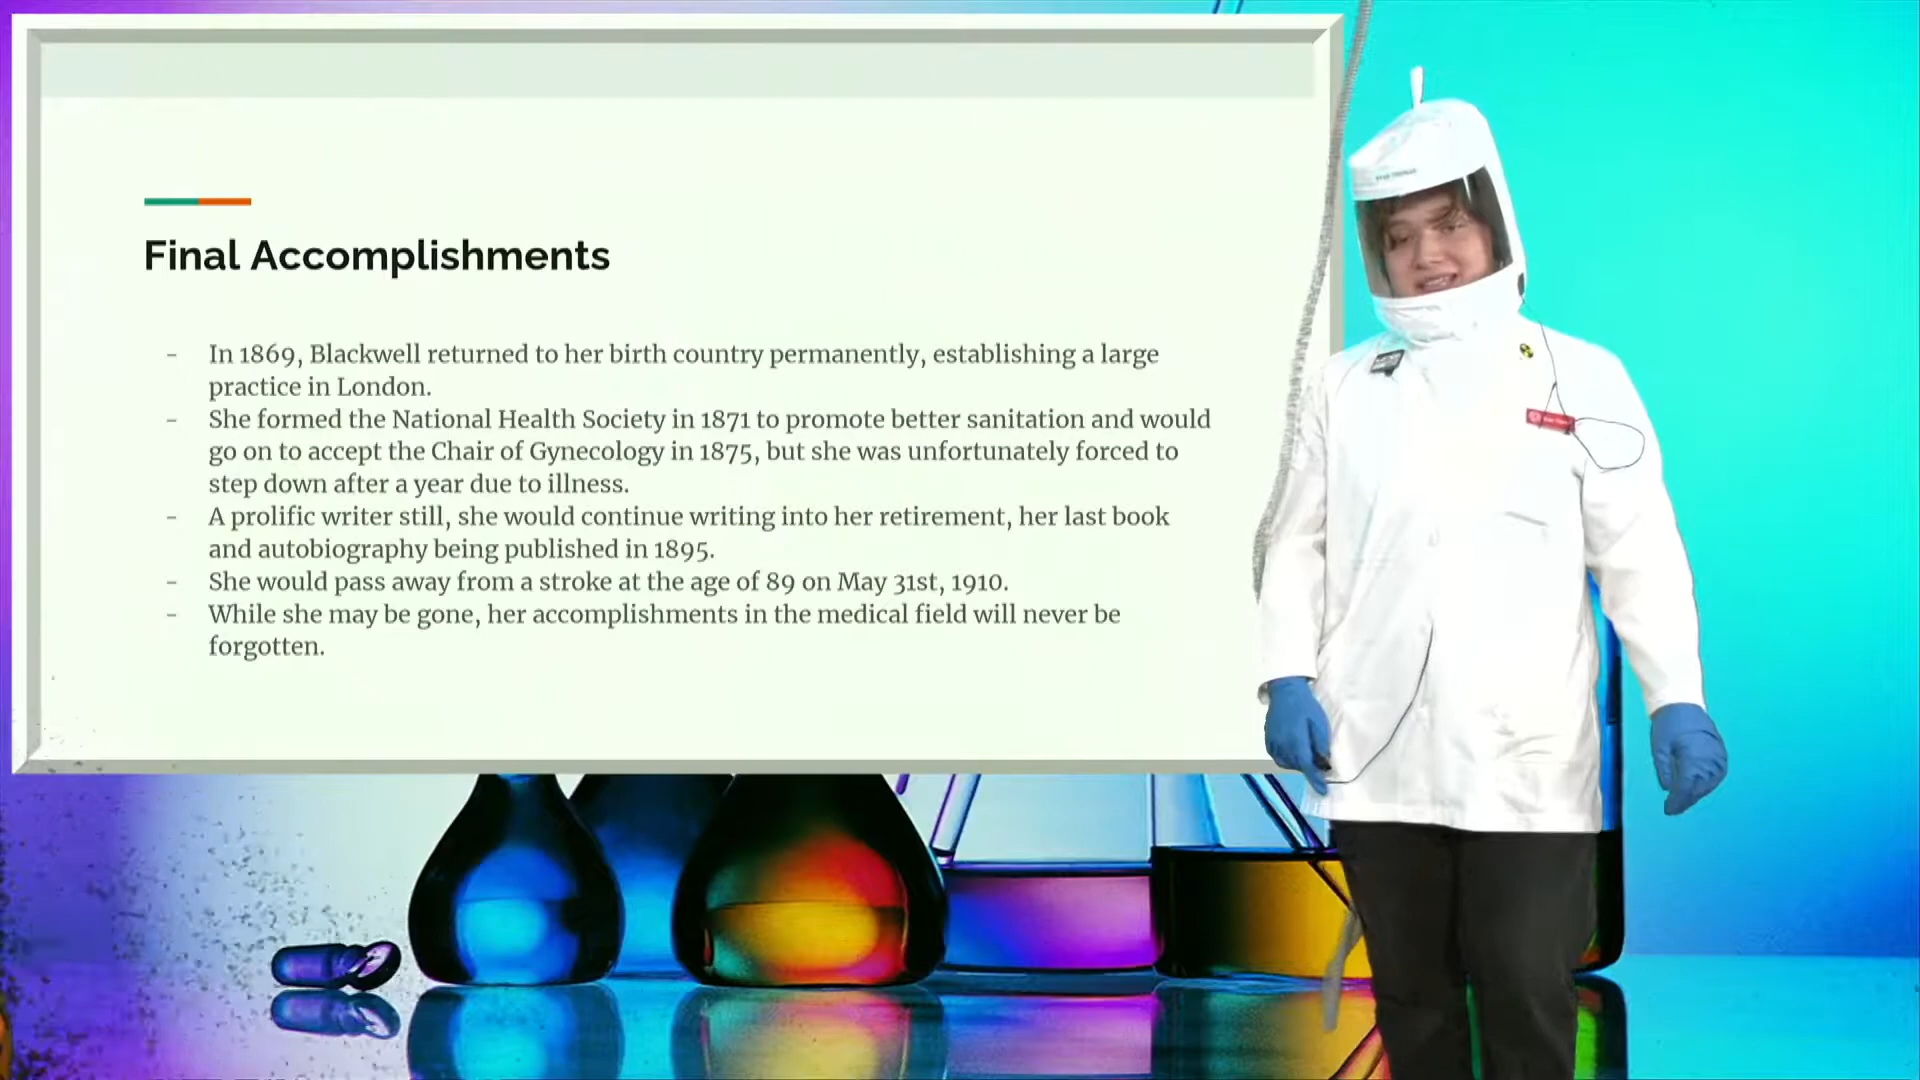 Final Accomplishments
- In 1869, Blackwell returned to her birth country permanently, establishing a large
practice in London.
- She formed the National Health Society in 1871 to promote better sanitation and would
go on to accept the Chair of Gynecology in 1875, but she was unfortunately forced to
step down after a year due to illness.
- A prolific writer still, she would continue writing into her retirement, her last book
and autobiography being published in 1895.
- She would pass away from a stroke at the age of 89 on May 31st, 1910.
- While she may be gone, her accomplishments in the medical field will never be
forgotten.